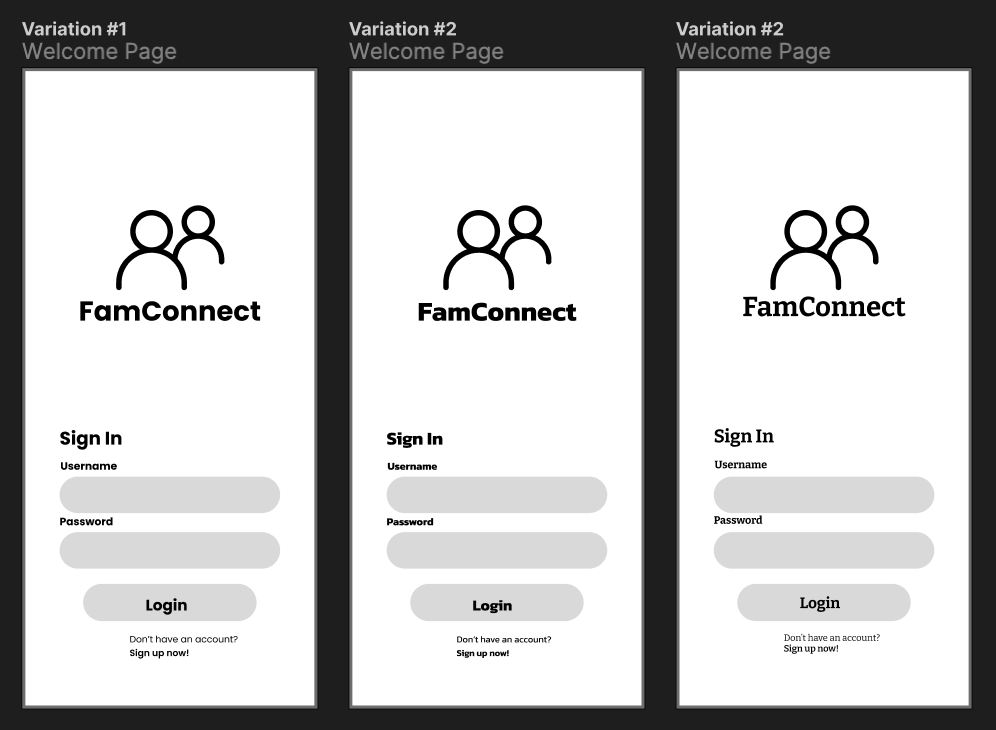 Variation #1
Welcome Page
FamConnect
Sign In
Username
Password
Login
Don't have an account?
Sign up now!
Variation #2
Welcome Page
FamConnect
Sign In
Username
Password
Login
Don't have an account?
Sign up now!
Variation #2
Welcome Page
FamConnect
Sign In
Username
Password
Login
Don't have an account?
Sign up now!